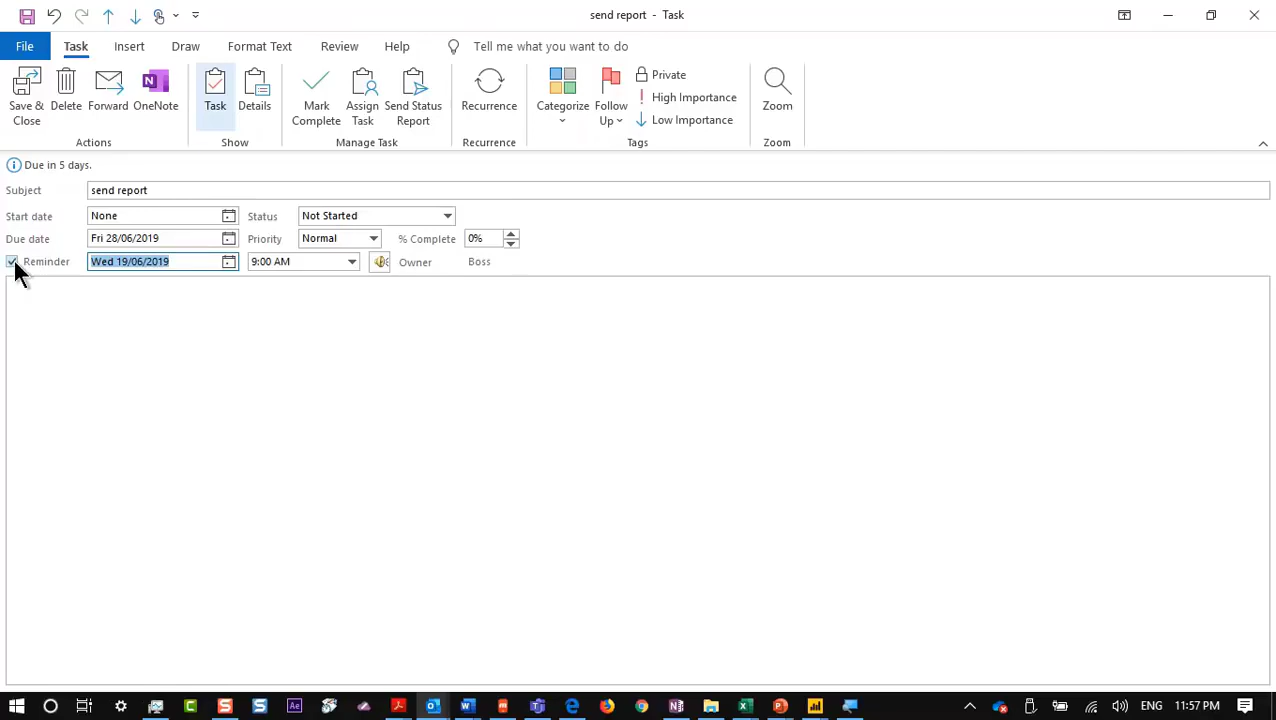 send report - Task
File Task Insert Draw Format Text Review Help Tell me what you want to do
Save & Close Delete Forward OneNote Task Details Mark Complete Assign Task Send Status Report Recurrence Categorize Follow Up Private High Importance Low Importance Zoom
Actions Show Manage Task Recurrence Tags Zoom
Due in 5 days.
Subject send report
Start date None Status Not Started
Due date Fri 28/06/2019 Priority Normal % Complete 0%
Reminder Wed 19/06/2019 9:00 AM Owner Boss
ENG 11:57 PM